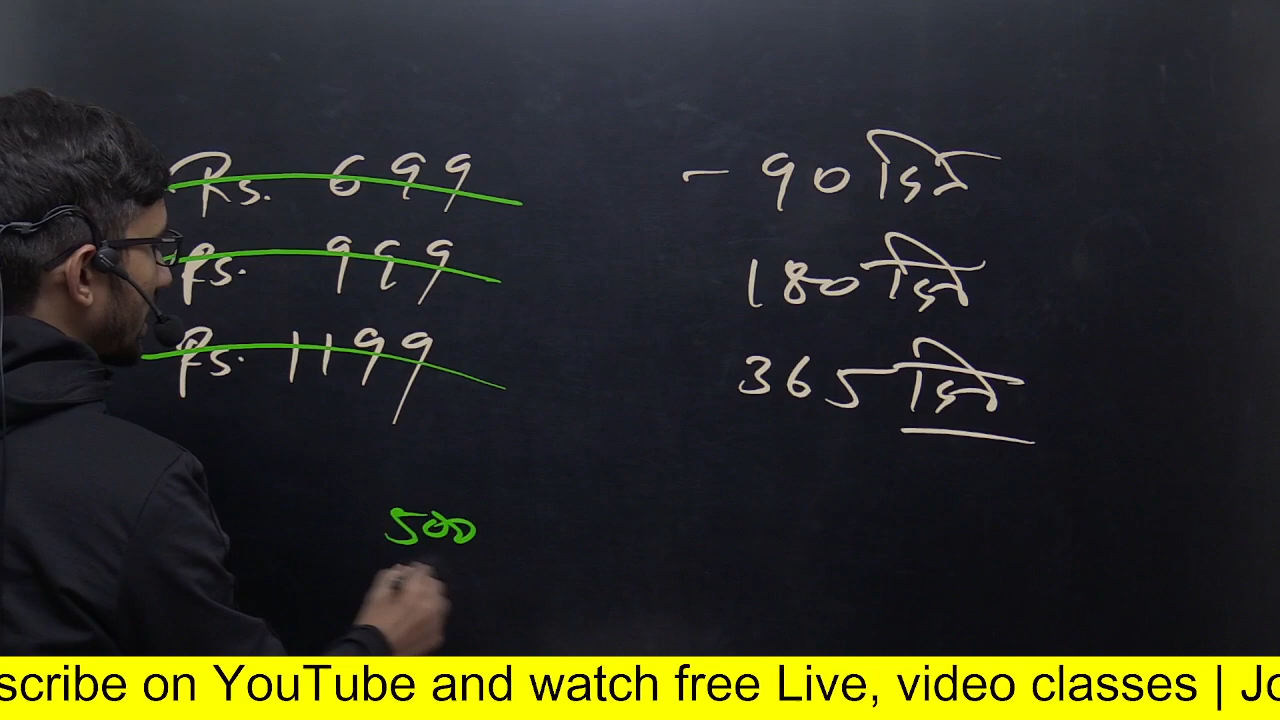 Rs. 699 - 90 दिन
Rs. 999 180 दिन
Rs. 1199 365 दिन
500
scribe on YouTube and watch free Live, video classes | Jo